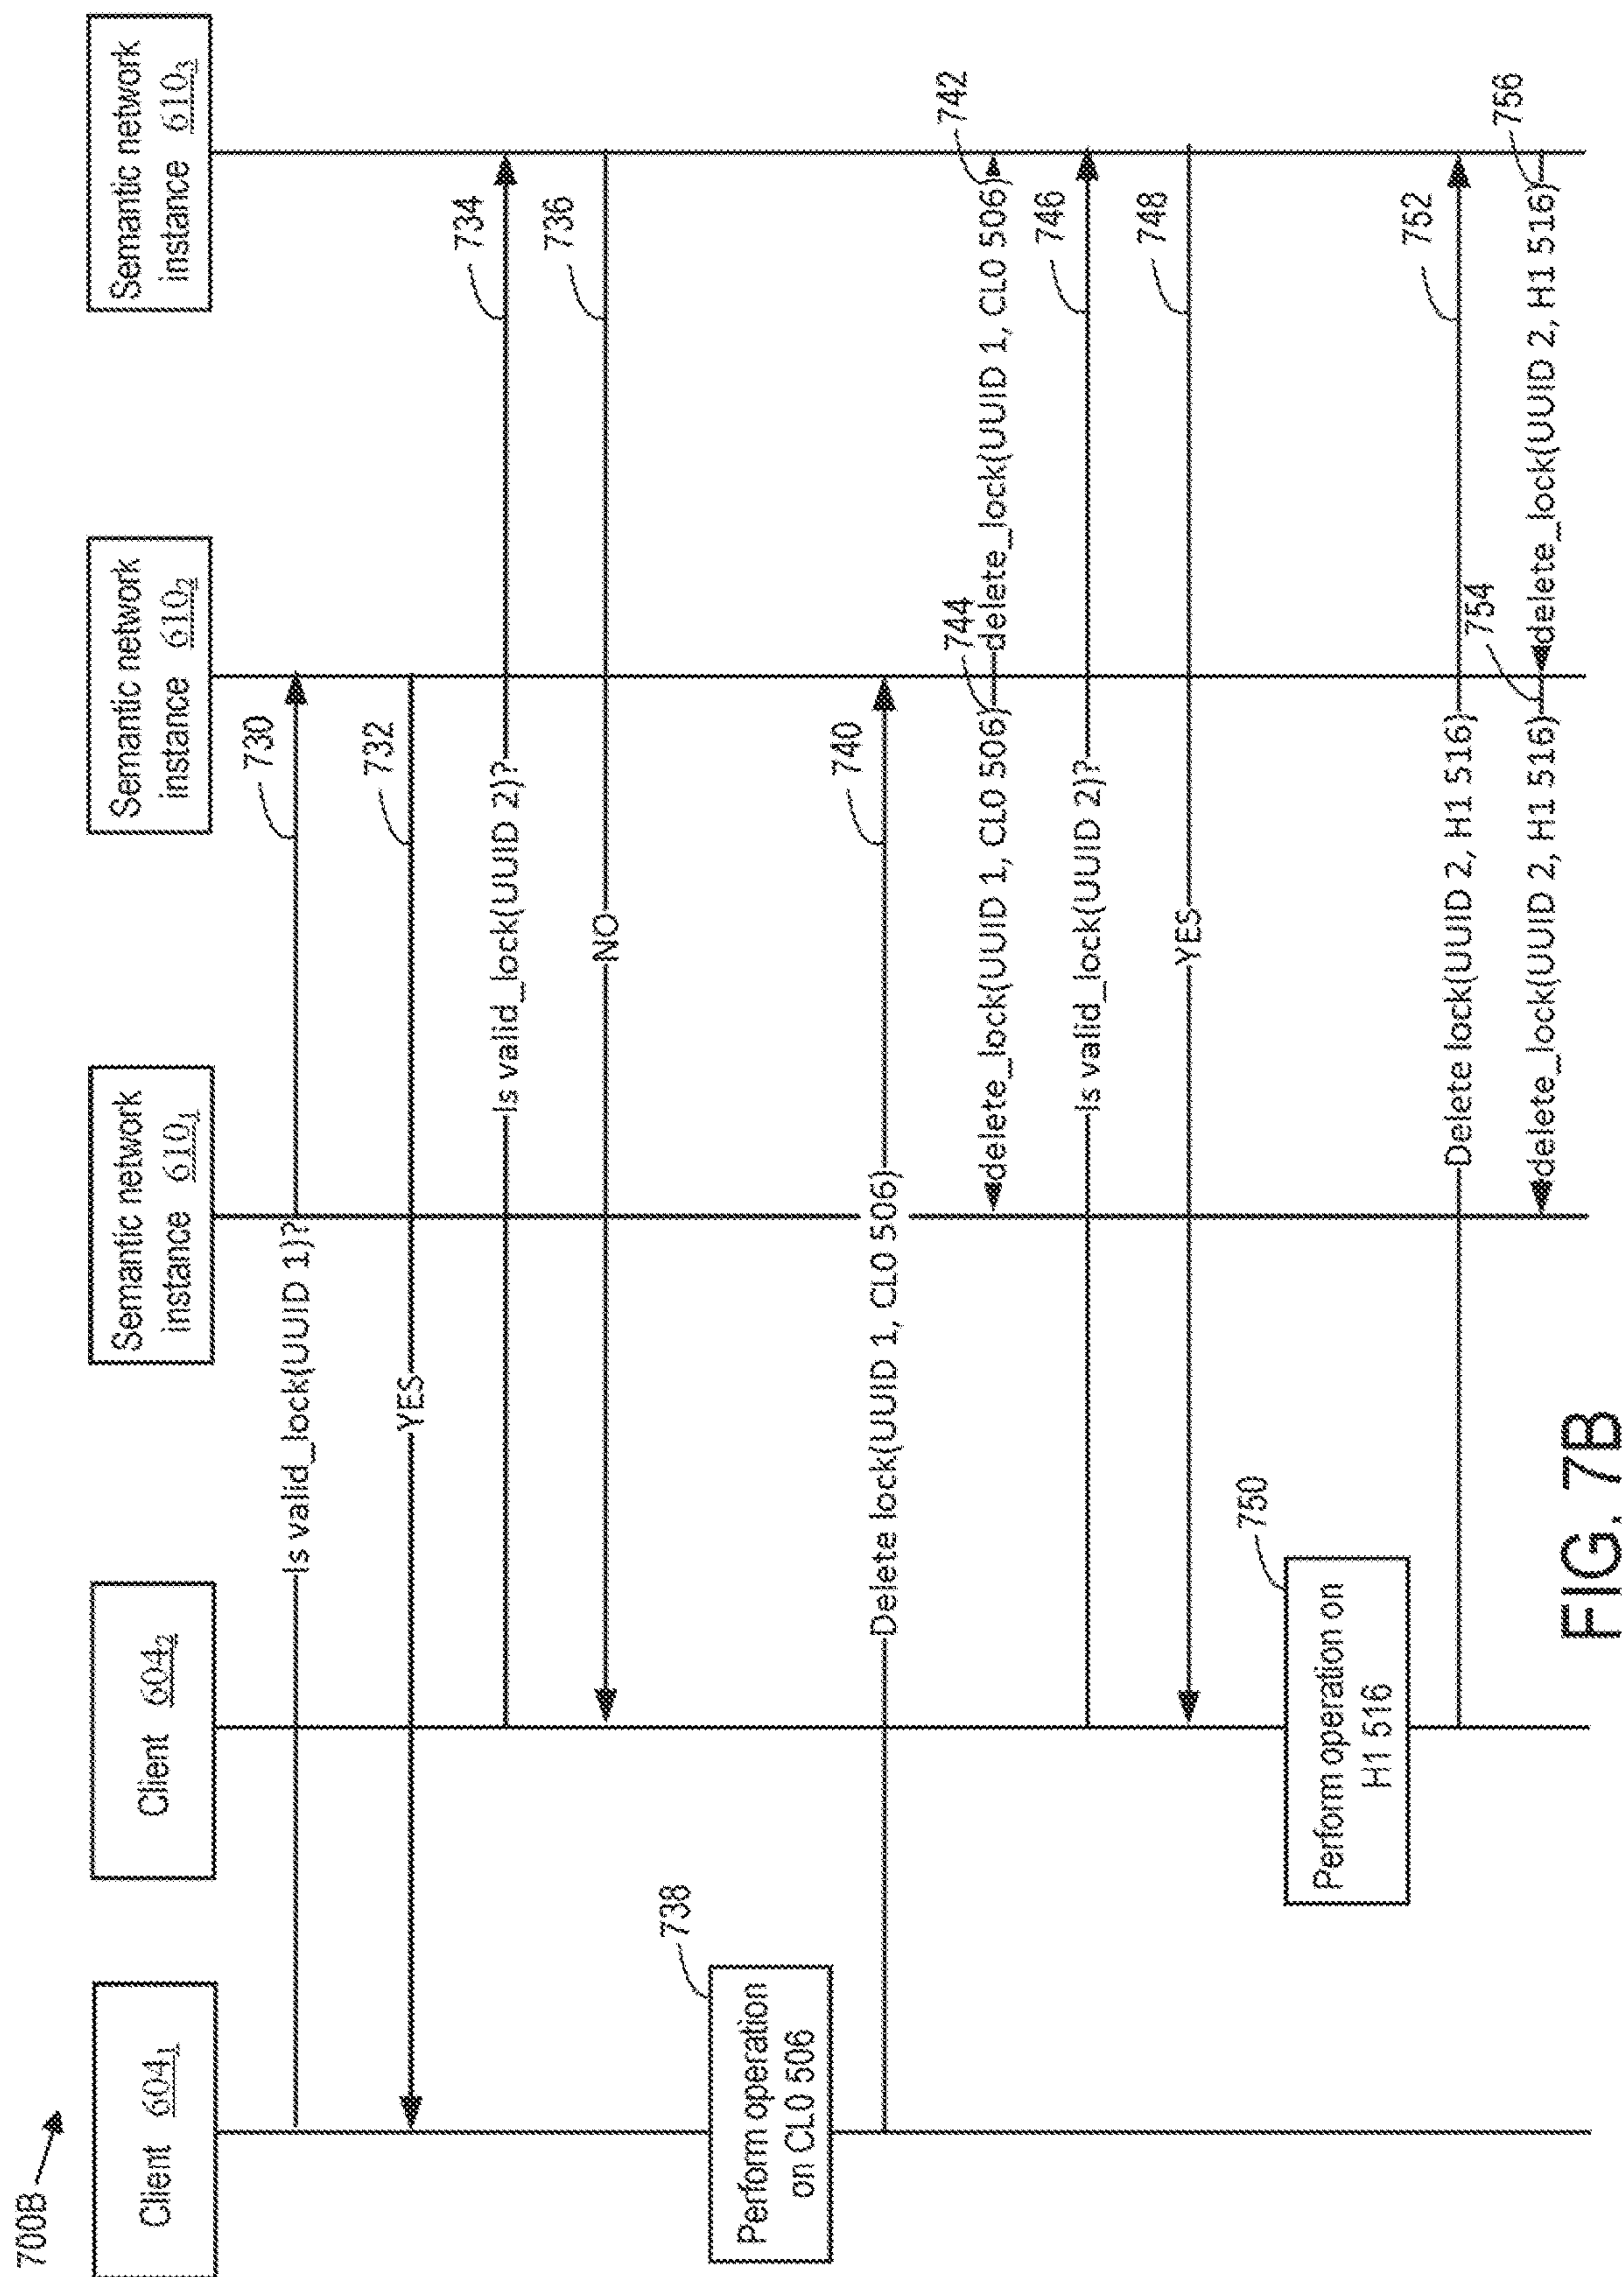 700B
Client 604₁
Client 604₂
Semantic network
instance 610₁
Semantic network
instance 610₂
Semantic network
instance 610₃
Is valid_lock(UUID 1)?
730
YES
732
Is valid_lock(UUID 2)?
734
NO
736
738
Perform operation
on CL0 506
Delete lock(UUID 1, CL0 506)
740
delete_lock(UUID 1, CL0 506)
744
delete_lock(UUID 1, CL0 506)
742
Is valid_lock(UUID 2)?
746
YES
748
750
Perform operation on
H1 516
Delete lock(UUID 2, H1 516)
752
delete_lock(UUID 2, H1 516)
754
delete_lock(UUID 2, H1 516)
756
FIG. 7B